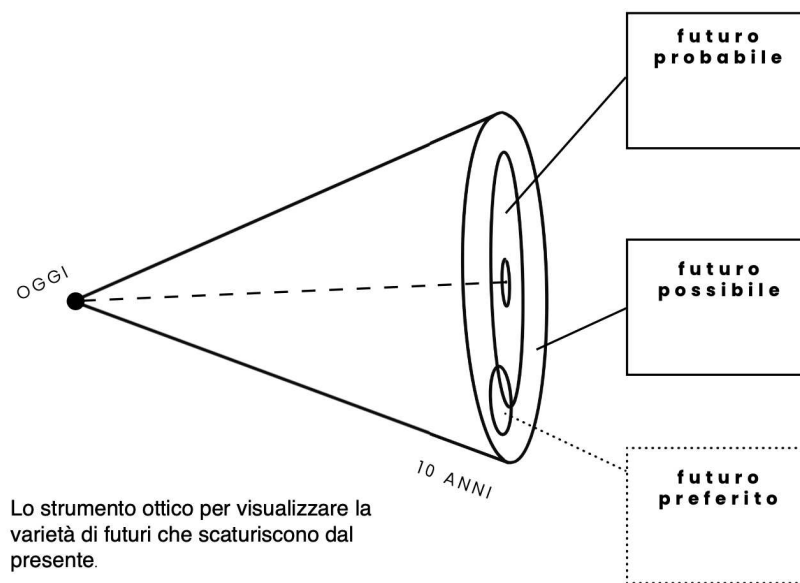 futuro
probabile
OGGI
futuro
possibile
10 ANNI
futuro
preferito
Lo strumento ottico per visualizzare la
varietà di futuri che scaturiscono dal
presente.